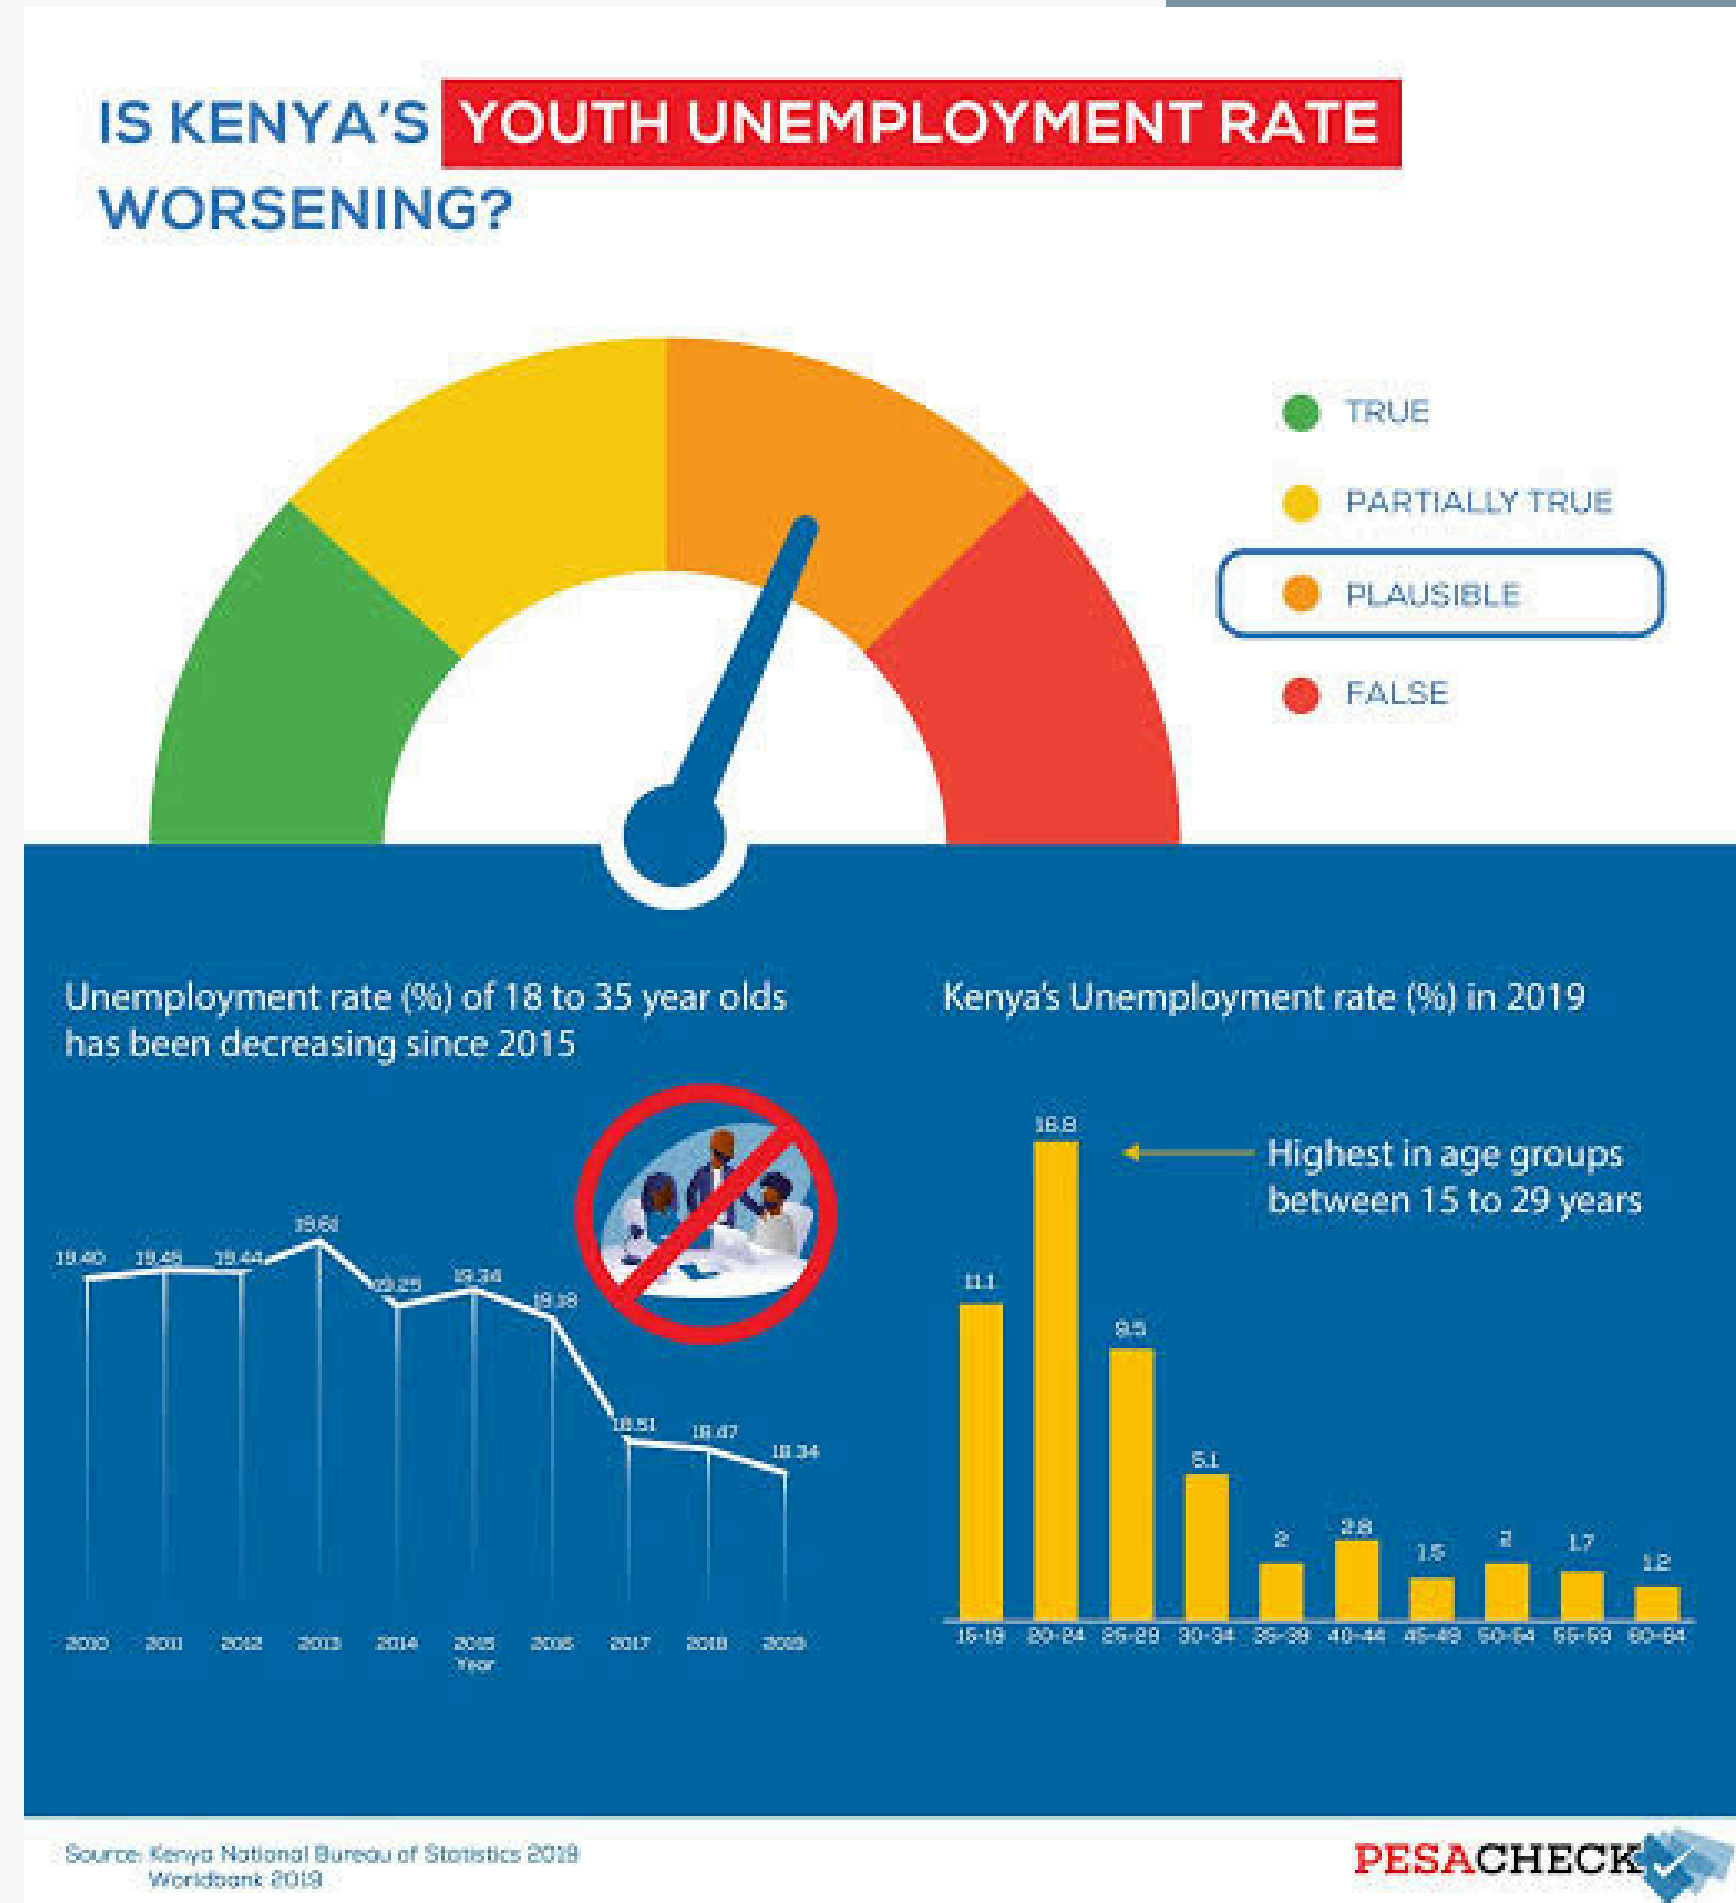 IS KENYA'S YOUTH UNEMPLOYMENT RATE
WORSENING?
TRUE
PARTIALLY TRUE
PLAUSIBLE
FALSE
Unemployment rate (%) of 18 to 35 year olds
has been decreasing since 2015
19.40
19.44
19.25
19.34
18.51
18.47
18.34
2010 2011 2012 2013 2014 2015 2016 2017 2018 2019
Year
Kenya's Unemployment rate (%) in 2019
Highest in age groups
between 15 to 29 years
11.1
9.5
5.1
2
2.8
1.5
2
1.7
1.2
15-19 20-24 25-29 30-34 35-39 40-44 45-49 50-54 55-59 60-64
Source: Kenya National Bureau of Statistics 2019
Worldbank 2019
PESACHECK